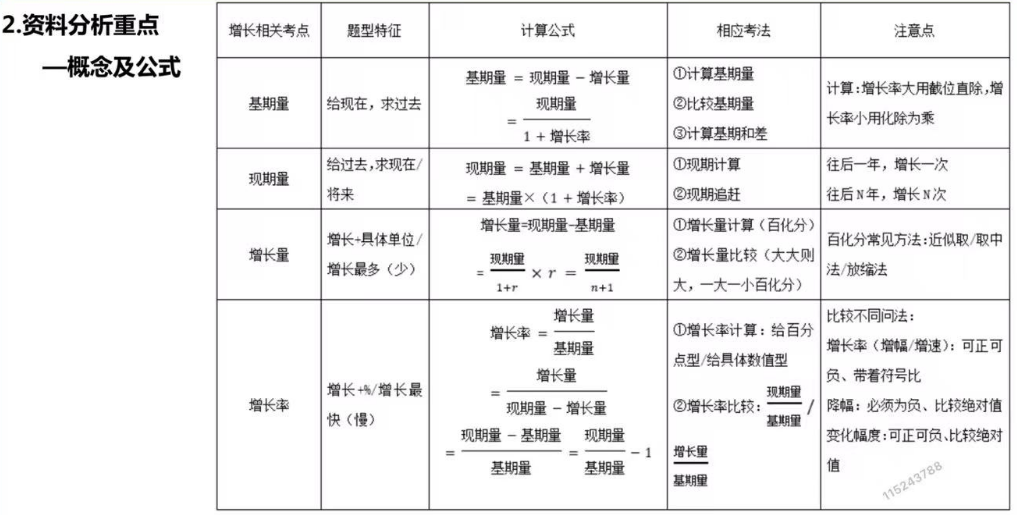 2.资料分析重点
—概念及公式
增长相关考点 题型特征 计算公式 相应考法 注意点
基期量
给现在，求过去
基期量 = 现期量 − 增长量
= 现期量 / (1 + 增长率)
①计算基期量
②比较基期量
③计算基期和差
计算:增长率大用截位直除,增
长率小用化除为乘
现期量
给过去,求现在/
将来
现期量 = 基期量 + 增长量
= 基期量×（1 + 增长率）
①现期计算
②现期追赶
往后一年，增长一次
往后N年，增长N次
增长量
增长+具体单位/
增长最多（少）
增长量=现期量−基期量
= 现期量/(1+r) × r = 现期量/(n+1)
①增长量计算（百化分）
②增长量比较（大大则
大，一大一小百化分）
百化分常见方法:近似取/取中
法/放缩法
增长率
增长+%/增长最
快（慢）
增长率 = 增长量/基期量
= 增长量/(现期量 − 增长量)
= (现期量 − 基期量)/基期量 = 现期量/基期量 − 1
①增长率计算：给百分
点型/给具体数值型
②增长率比较：现期量/基期量 /
增长量/基期量
比较不同问法：
增长率（增幅/增速）：可正可
负、带着符号比
降幅：必须为负、比较绝对值
变化幅度:可正可负、比较绝对
值
115243788